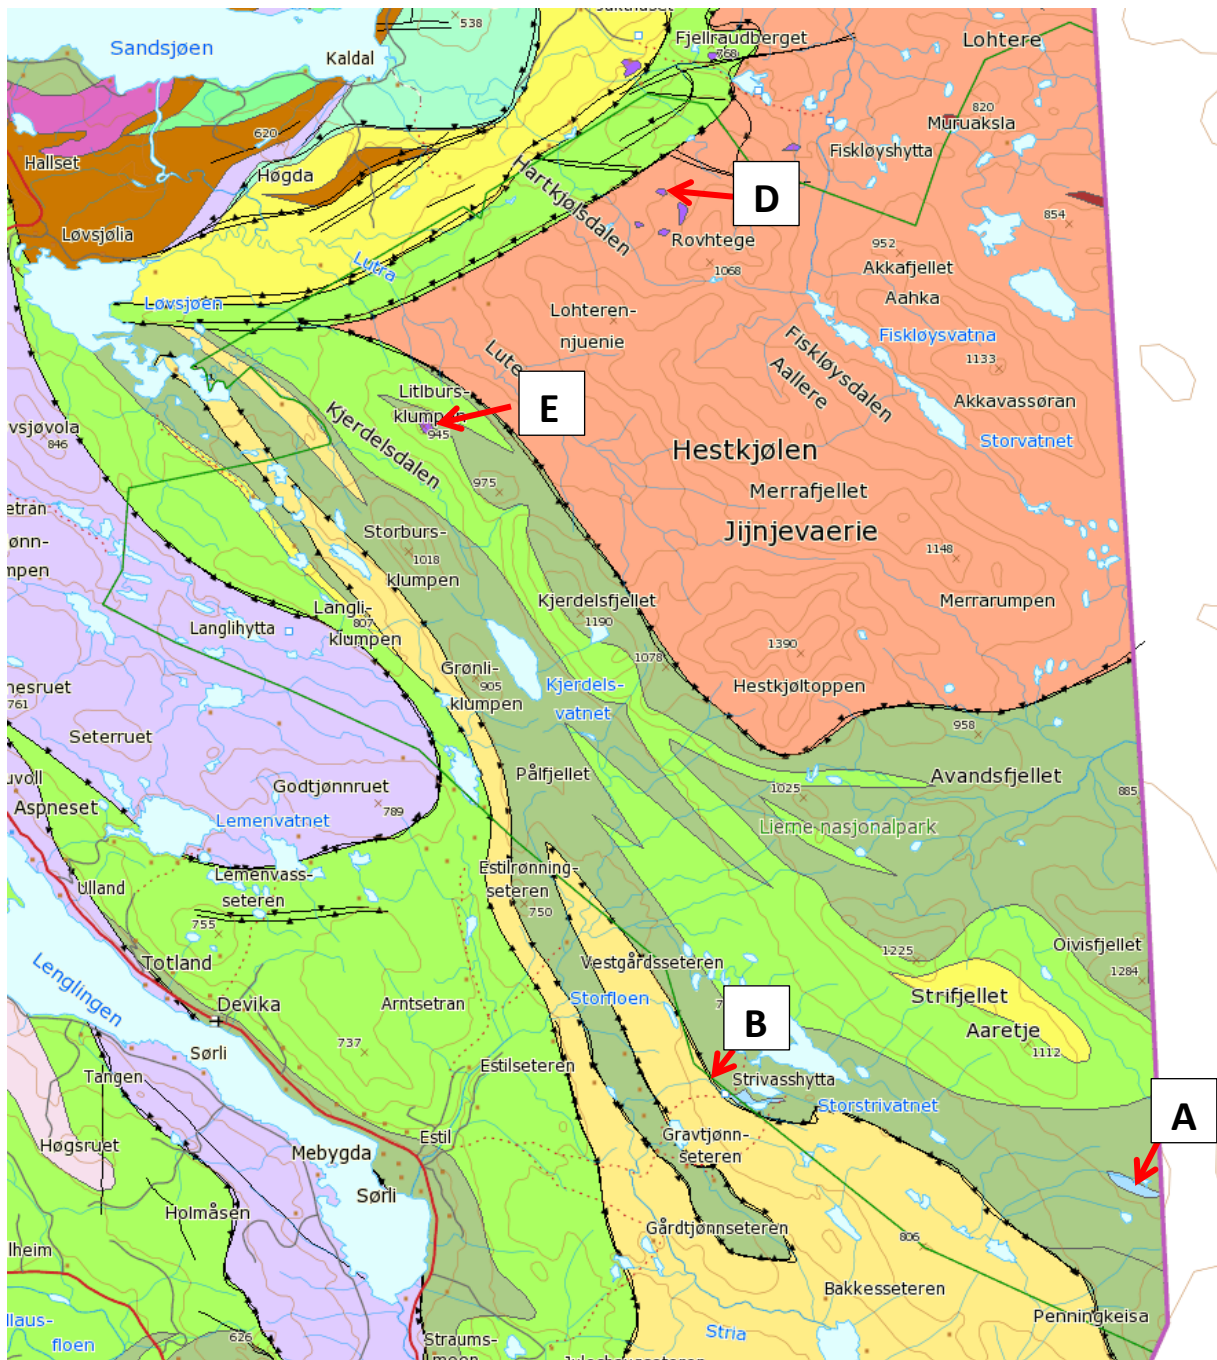 Jakthuset
538
Sandsjøen
Fjellraudberget
768
Lohtere
Kaldal
820
Muruaksla
620
Fiskløyshytta
Hallset
Høgda
Hartkjølsdalen
D
854
Løvsjølia
Rovhtege
952
Akkafjellet
1068
Lutra
Aahka
Løvsjøen
Lohteren-
njuenie
Fiskløysdalen
Aallere
Fiskløysvatna
1133
Litlburs-
klumpen
945
E
Akkavassøran
vsjøvola
846
Kjerdelsdalen
Storvatnet
Hestkjølen
975
Merrafjellet
etran
Storburs-
1018
klumpen
Jijnjevaerie
ønn-
mpen
1148
Langli-
807
klumpen
Kjerdelsfjellet
1190
Merrarumpen
Langlihytta
1390
1078
Grønli-
905
klumpen
Kjerdels-
vatnet
Hestkjøltoppen
nesruet
761
958
Seterruet
Pålfjellet
Avandsfjellet
uvoll
Godtjønnruet
1025
885
Aspneset
789
Lemenvatnet
Lierne nasjonalpark
Estilrønning-
seteren
Ulland
Lemenvass-
seteren
750
755
1225
Oivisfjellet
1284
Totland
Vestgårdsseteren
Lenglingen
Storfloen
Strifjellet
Devika
Arntsetran
B
Aaretje
1112
737
Sørli
Estilseteren
Strivasshytta
Tangen
Storstrivatnet
A
Estil
Gravtjønn-
seteren
Høgsruet
Mebygda
Sørli
Holmåsen
Gårdtjønnseteren
806
lheim
Bakkesseteren
Penningkeisa
llaus-
floen
626
Straums-
moen
Stria